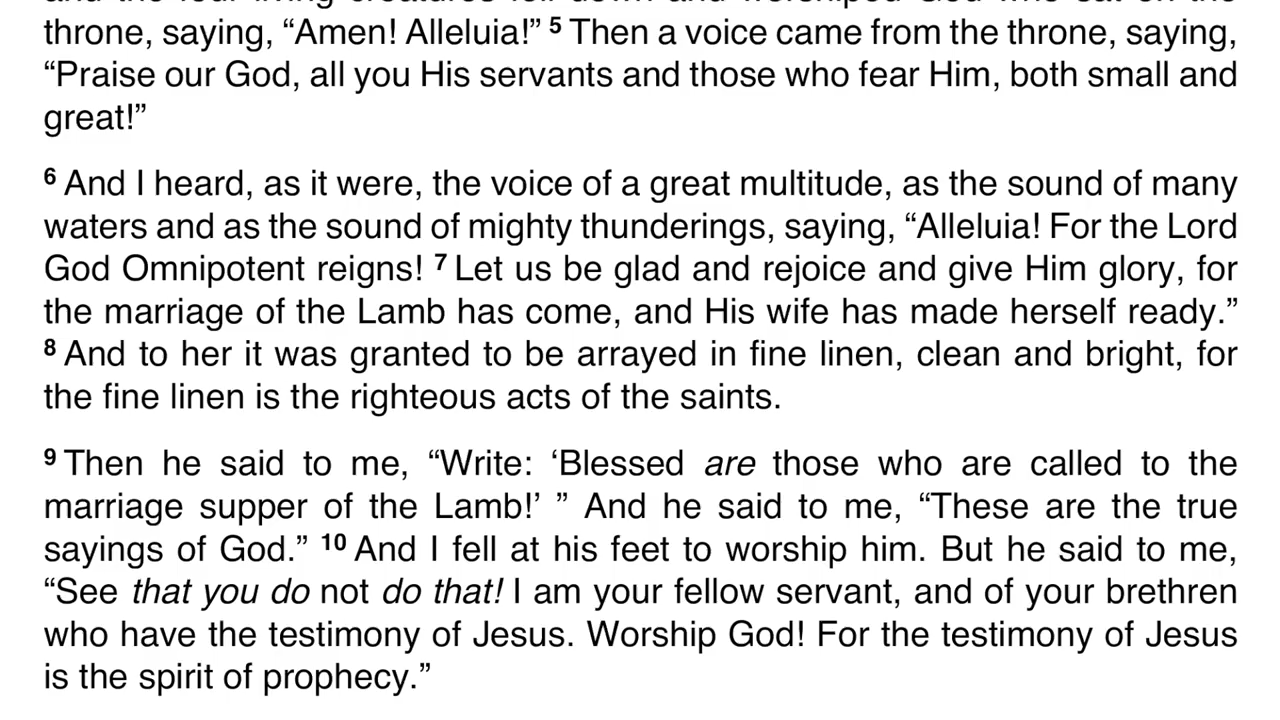 throne, saying, “Amen! Alleluia!” 5 Then a voice came from the throne, saying,
“Praise our God, all you His servants and those who fear Him, both small and
great!”
6 And I heard, as it were, the voice of a great multitude, as the sound of many
waters and as the sound of mighty thunderings, saying, “Alleluia! For the Lord
God Omnipotent reigns! 7 Let us be glad and rejoice and give Him glory, for
the marriage of the Lamb has come, and His wife has made herself ready.”
8 And to her it was granted to be arrayed in fine linen, clean and bright, for
the fine linen is the righteous acts of the saints.
9 Then he said to me, “Write: ‘Blessed are those who are called to the
marriage supper of the Lamb!’ ” And he said to me, “These are the true
sayings of God.” 10 And I fell at his feet to worship him. But he said to me,
“See that you do not do that! I am your fellow servant, and of your brethren
who have the testimony of Jesus. Worship God! For the testimony of Jesus
is the spirit of prophecy.”